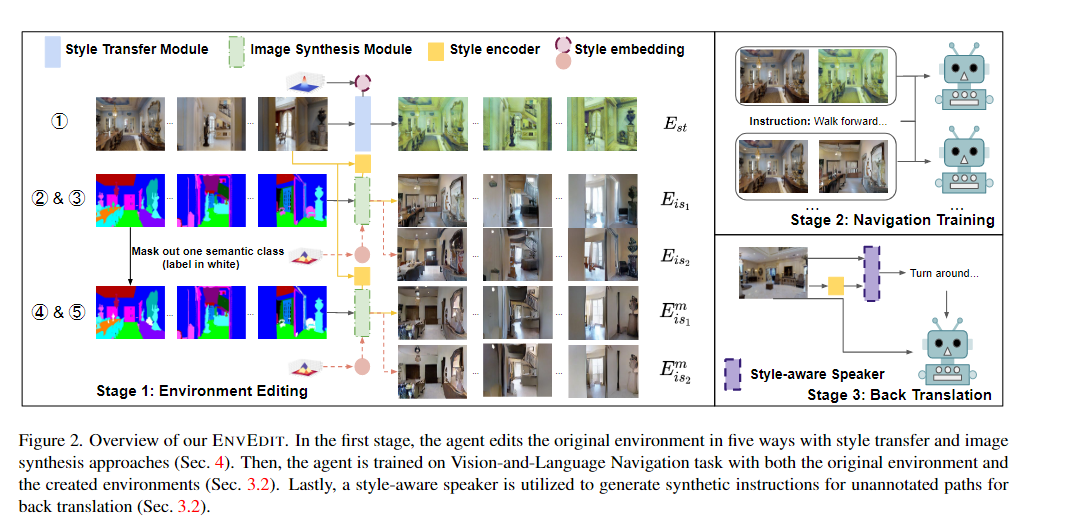 Style Transfer Module
Image Synthesis Module
Style encoder
Style embedding
①
...
...
...
...
E_{st}
② & ③
...
...
...
...
E_{is_1}
Mask out one semantic class
(label in white)
...
...
E_{is_2}
④ & ⑤
...
...
...
...
E^m_{is_1}
...
...
E^m_{is_2}
Stage 1: Environment Editing
Instruction: Walk forward...
...
...
Stage 2: Navigation Training
Turn around...
Style-aware Speaker
Stage 3: Back Translation
Figure 2. Overview of our ENVEDIT. In the first stage, the agent edits the original environment in five ways with style transfer and image
synthesis approaches (Sec. 4). Then, the agent is trained on Vision-and-Language Navigation task with both the original environment and
the created environments (Sec. 3.2). Lastly, a style-aware speaker is utilized to generate synthetic instructions for unannotated paths for
back translation (Sec. 3.2).